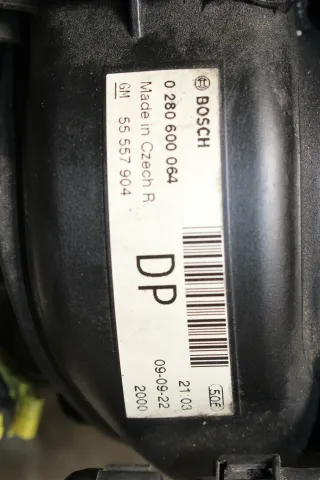 BOSCH
0 280 600 064
Made in Czech R.
GM 55 557 904
DP
50E
21.03
09-09-22
2000